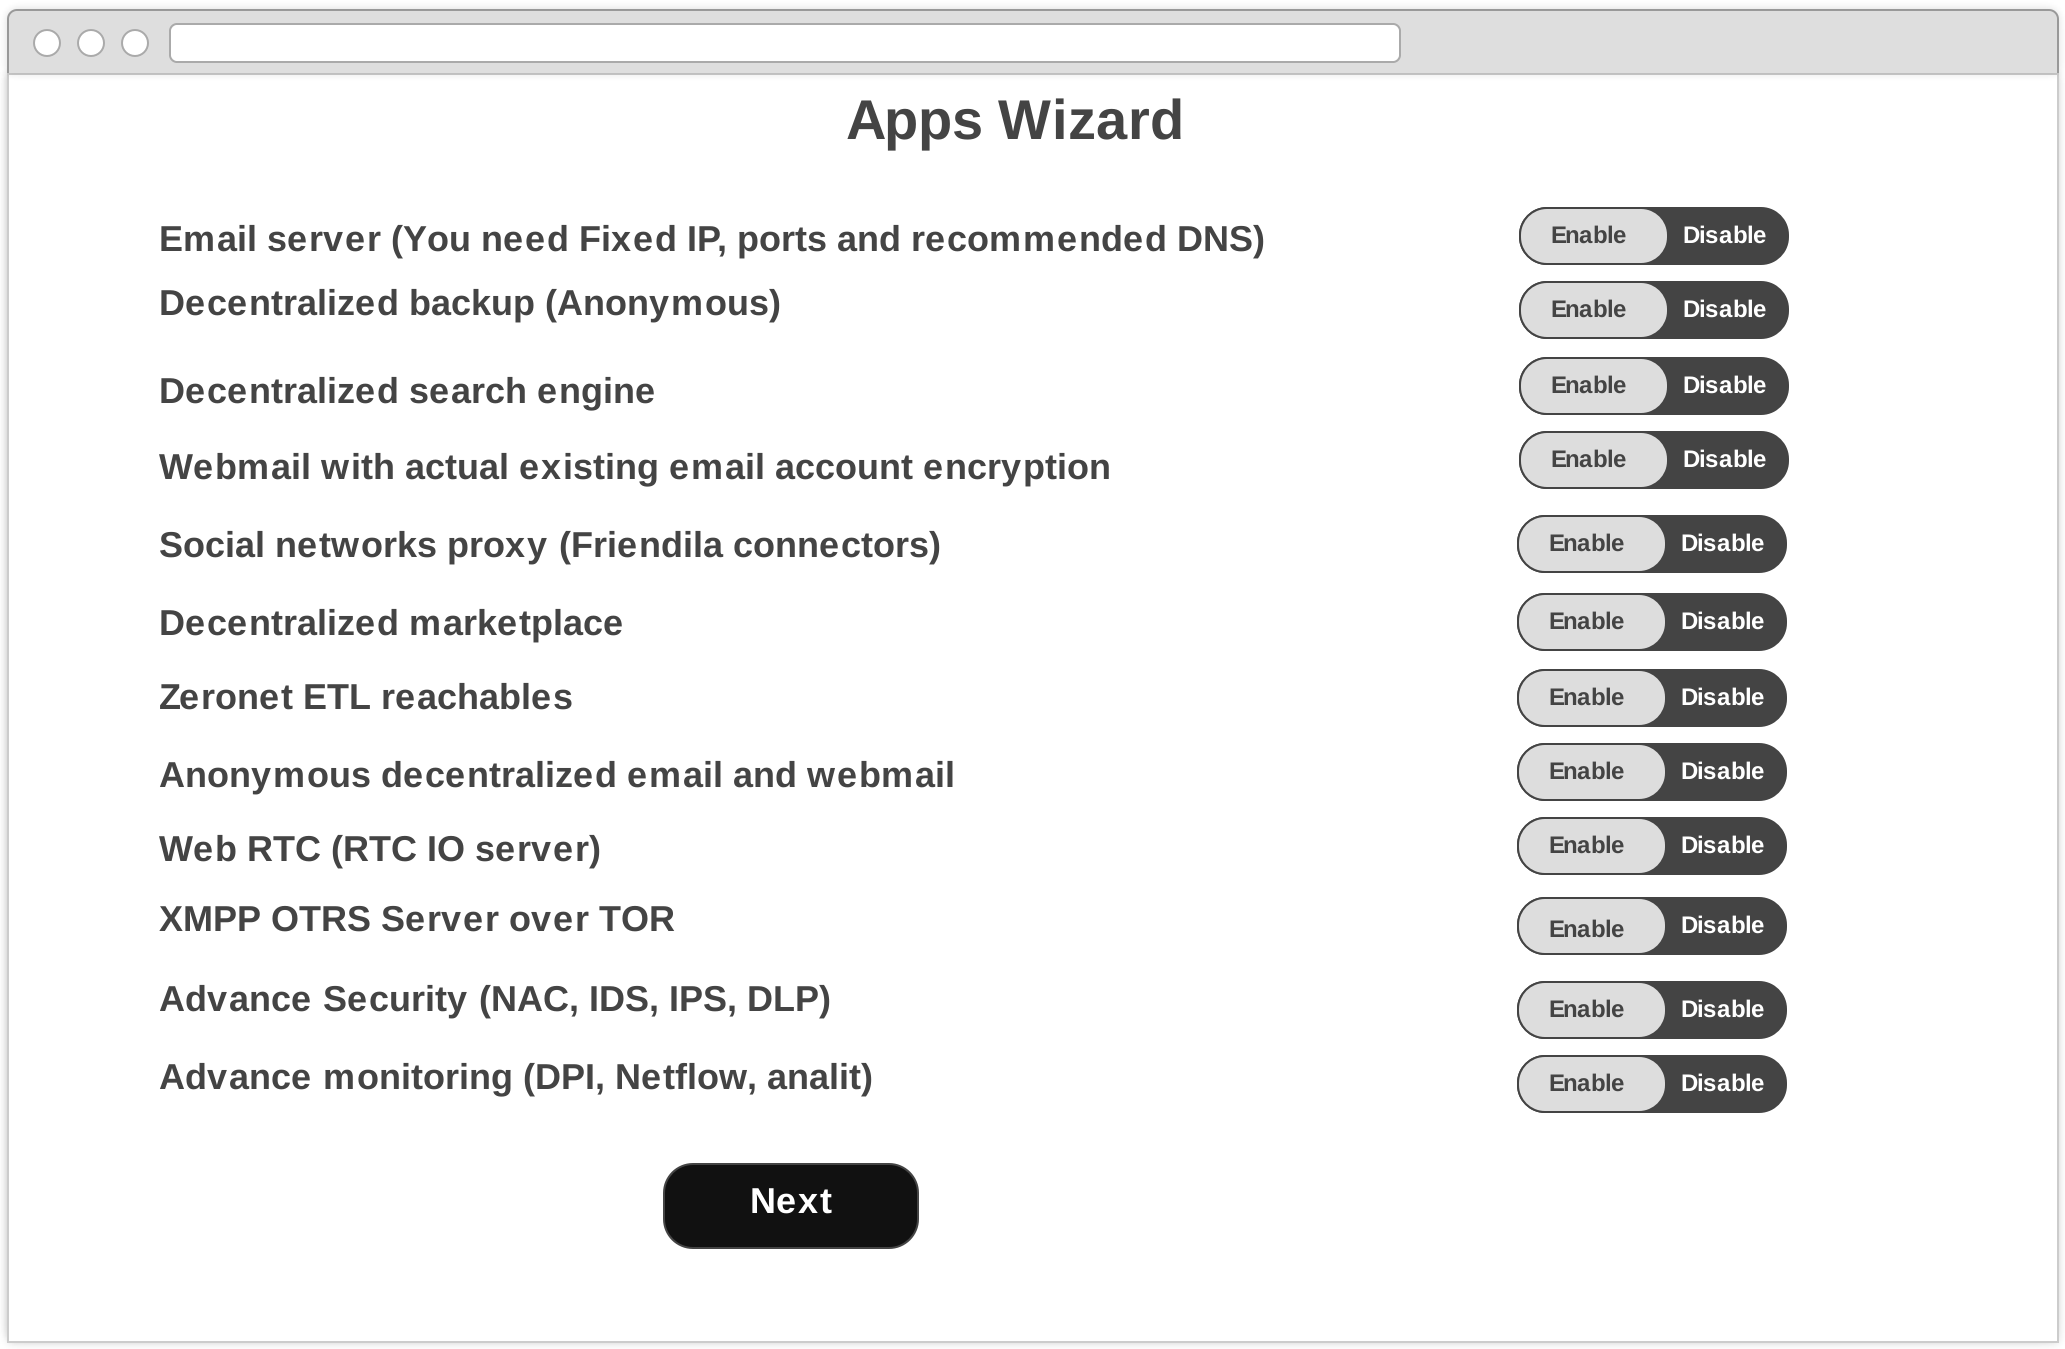 Apps Wizard
Email server (You need Fixed IP, ports and recommended DNS) Enable Disable
Decentralized backup (Anonymous) Enable Disable
Decentralized search engine Enable Disable
Webmail with actual existing email account encryption Enable Disable
Social networks proxy (Friendila connectors) Enable Disable
Decentralized marketplace Enable Disable
Zeronet ETL reachables Enable Disable
Anonymous decentralized email and webmail Enable Disable
Web RTC (RTC IO server) Enable Disable
XMPP OTRS Server over TOR Enable Disable
Advance Security (NAC, IDS, IPS, DLP) Enable Disable
Advance monitoring (DPI, Netflow, analit) Enable Disable
Next